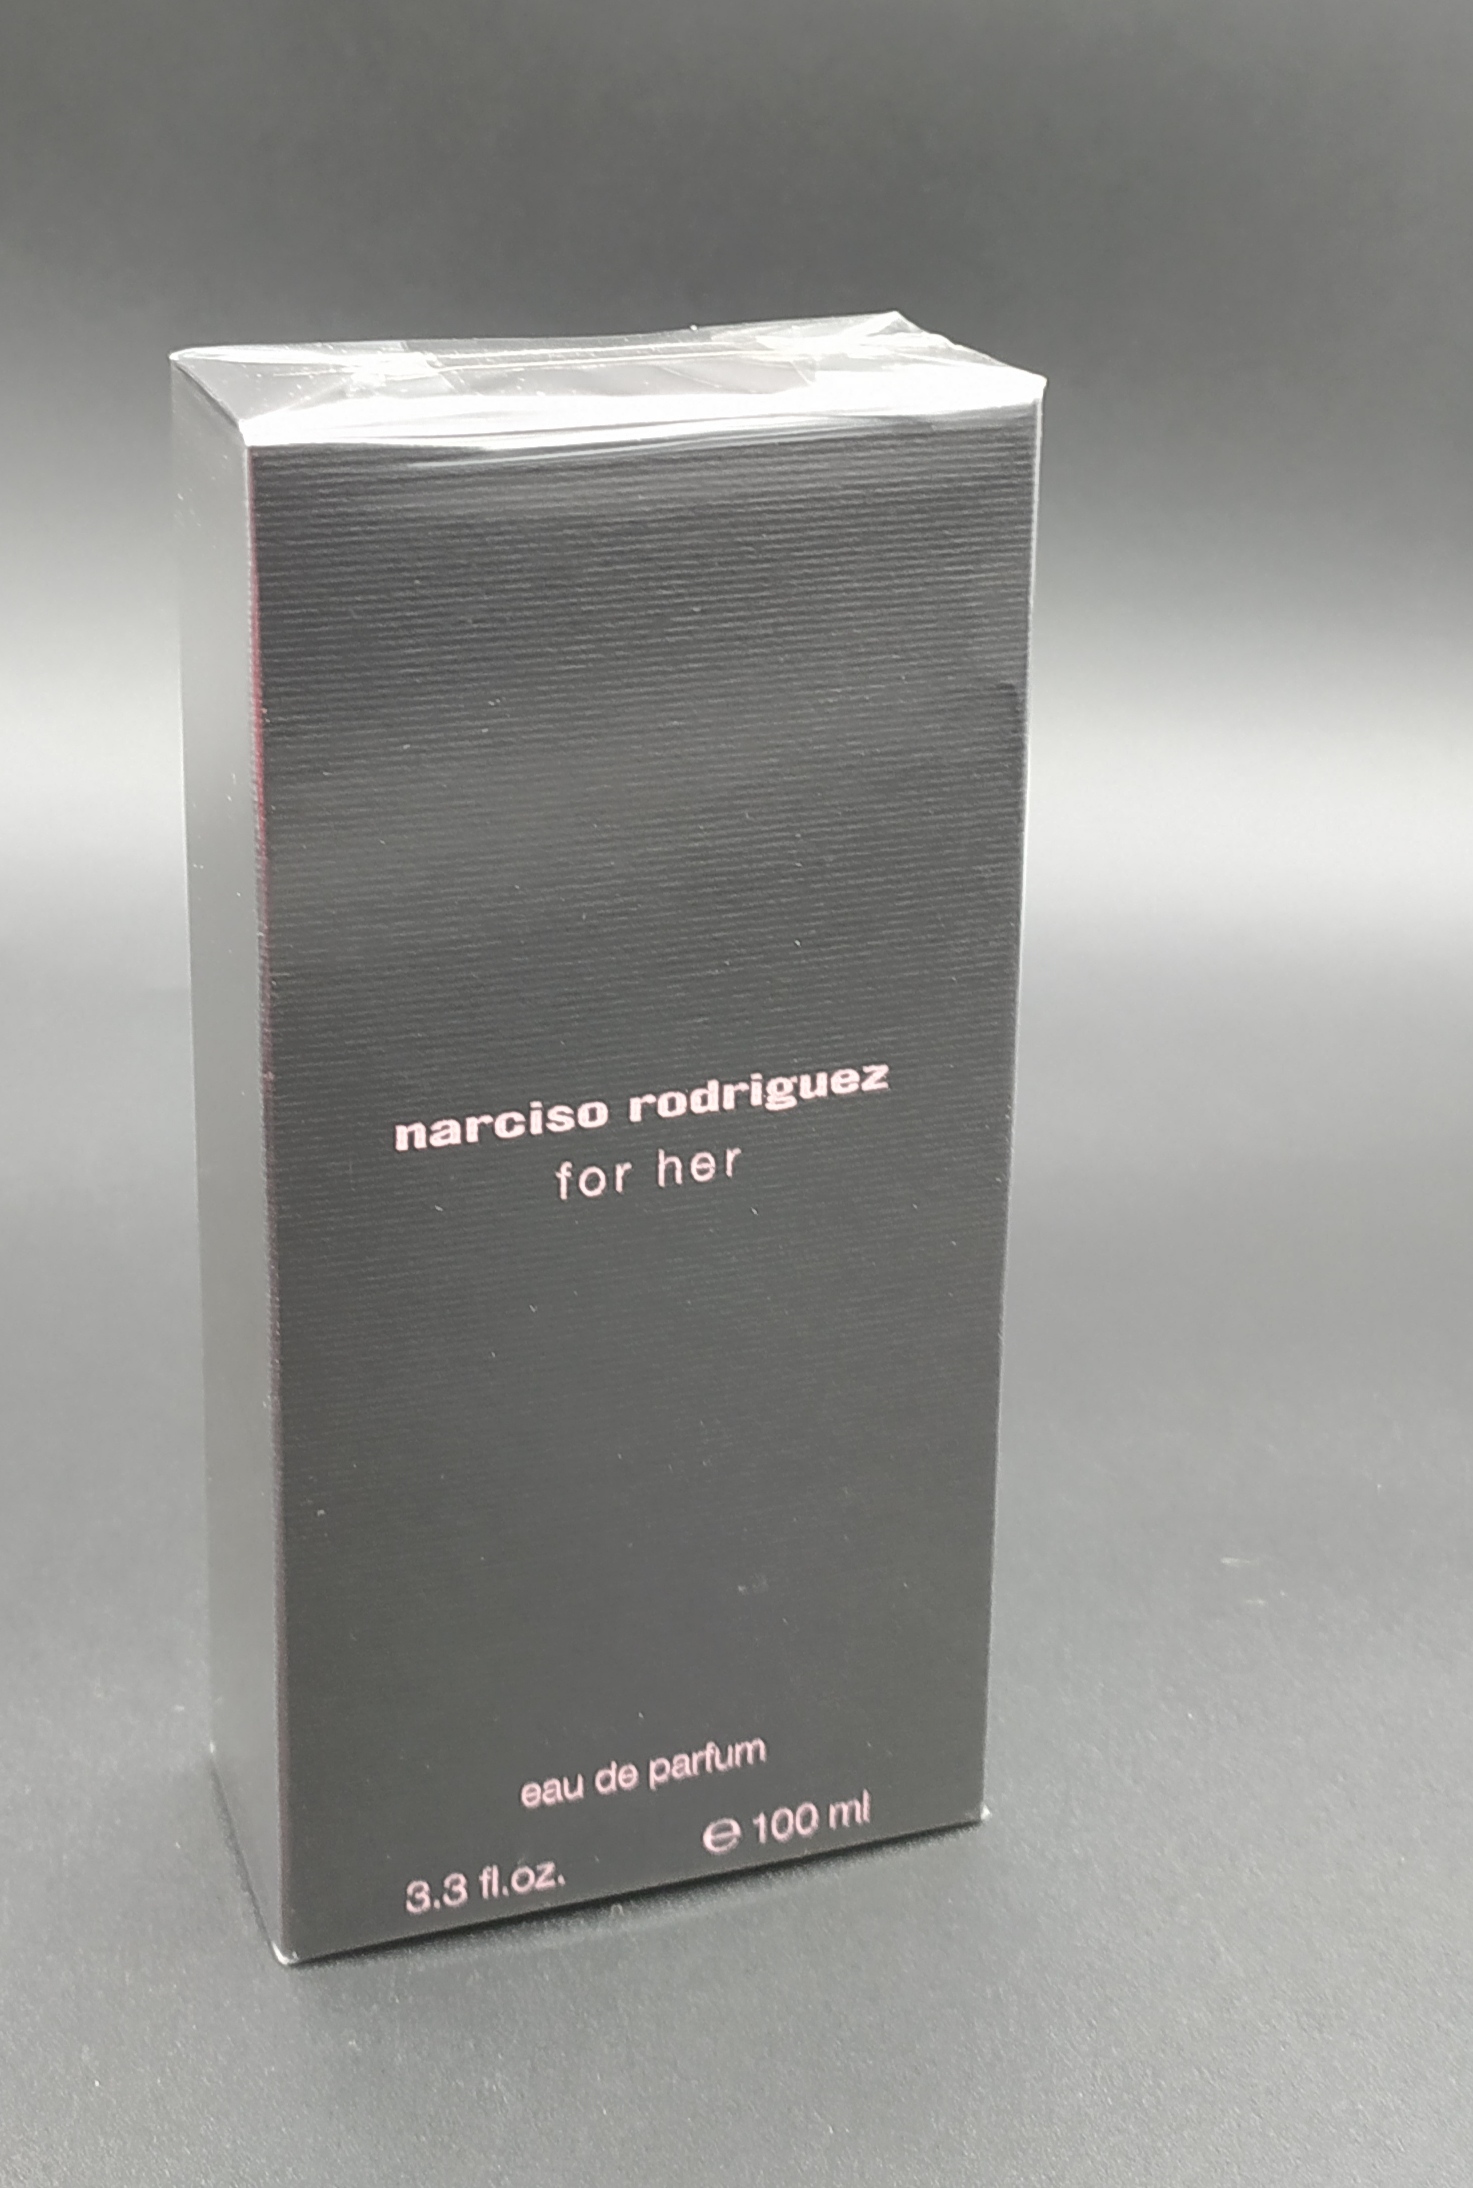 narciso rodriguez
for her
eau de parfum
3.3 fl.oz. ℮ 100 ml